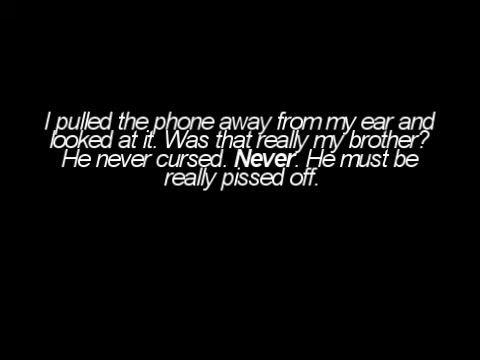 I pulled the phone away from my ear and
looked at it. Was that really my brother?
He never cursed. Never. He must be
really pissed off.